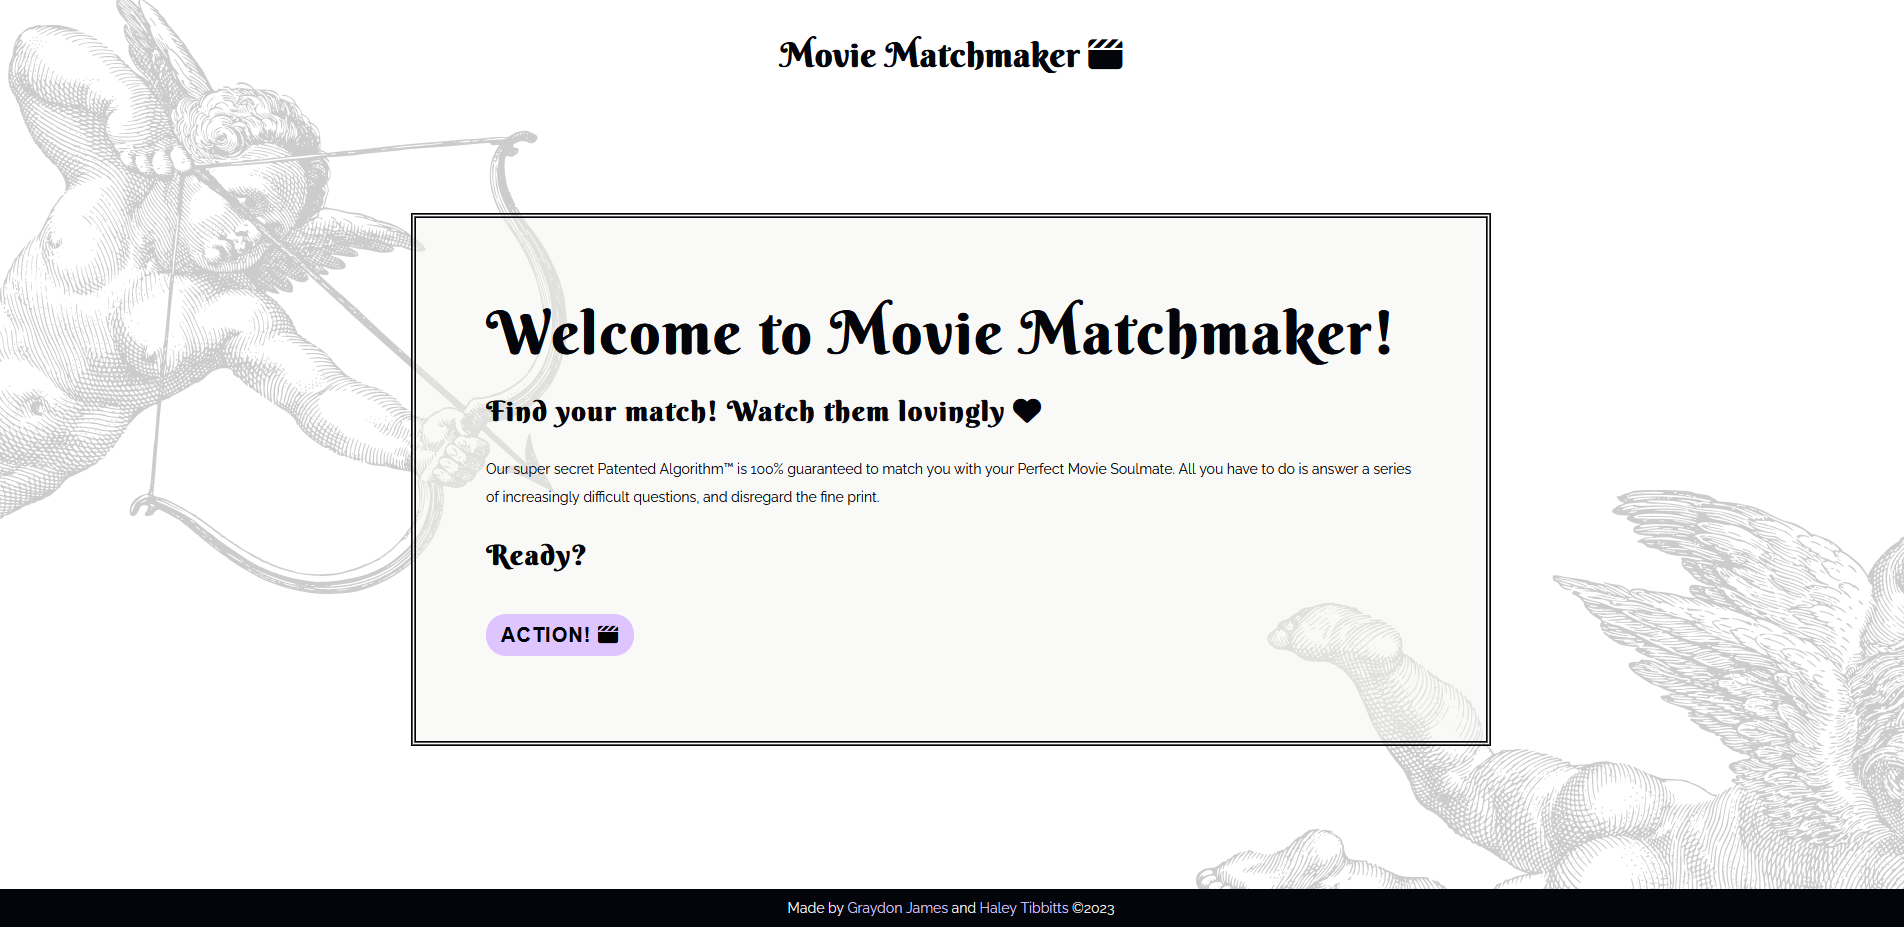 Movie Matchmaker
Welcome to Movie Matchmaker!
Find your match! Watch them lovingly
Our super secret Patented Algorithm™ is 100% guaranteed to match you with your Perfect Movie Soulmate. All you have to do is answer a series
of increasingly difficult questions, and disregard the fine print.
Ready?
ACTION!
Made by Graydon James and Haley Tibbitts ©2023